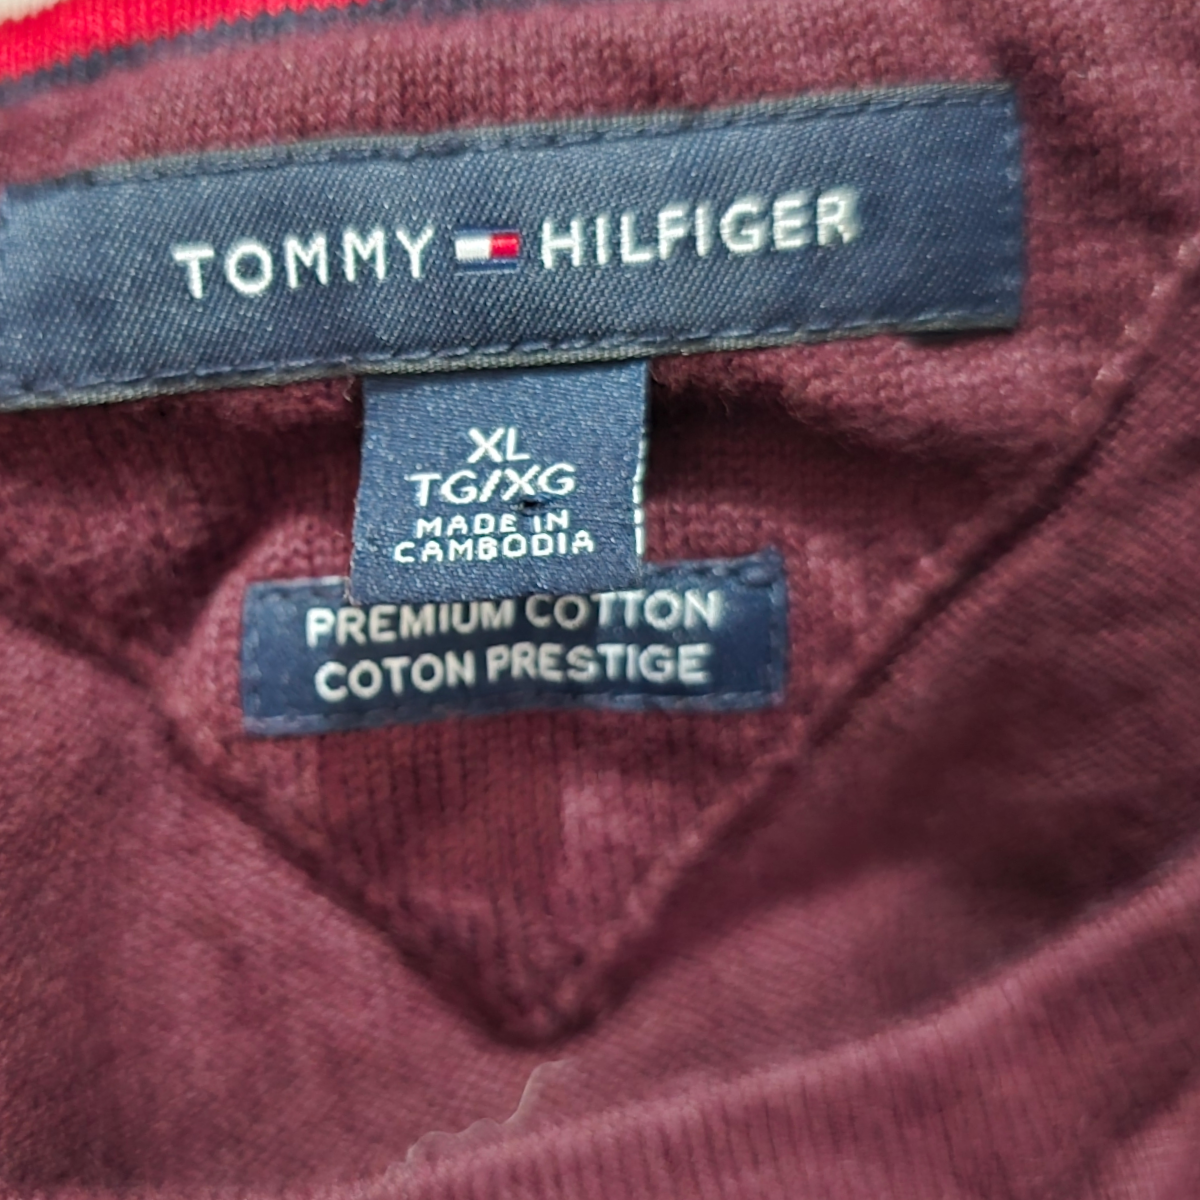 TOMMY HILFIGER
XL
TG/XG
MADE IN
CAMBODIA
PREMIUM COTTON
COTON PRESTIGE